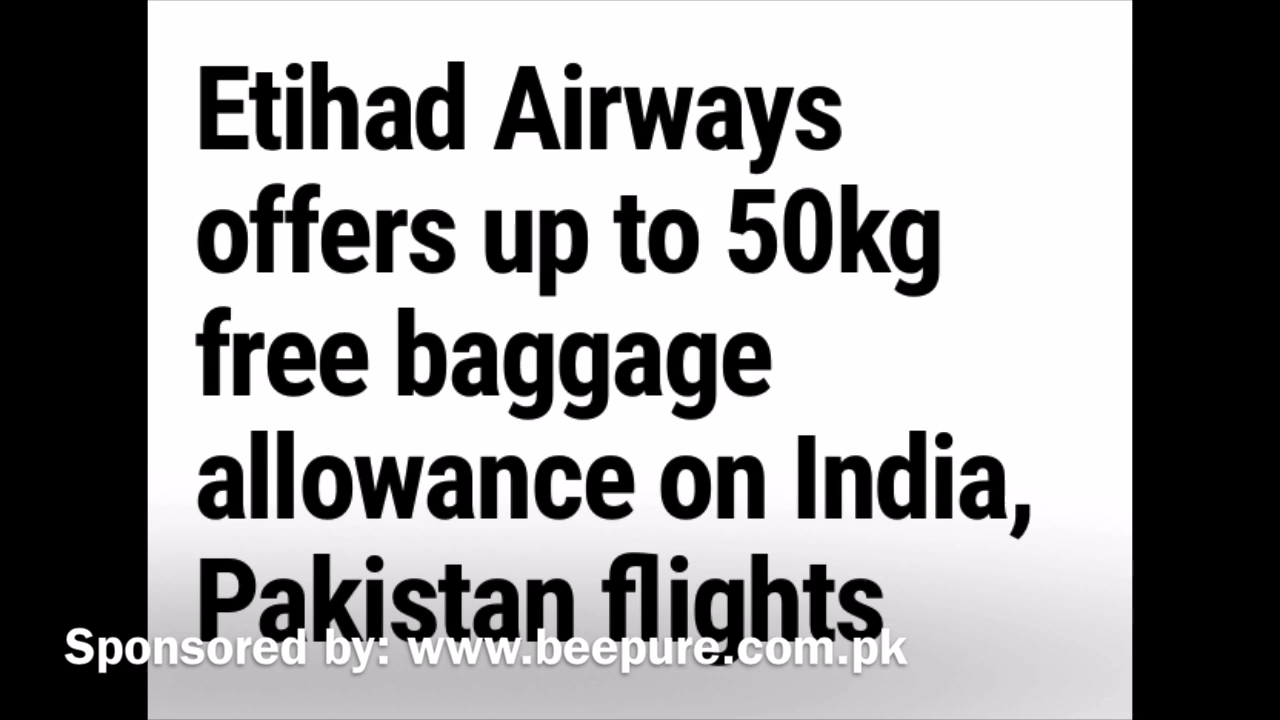 Etihad Airways
offers up to 50kg
free baggage
allowance on India,
Pakistan flights
Sponsored by: www.beepure.com.pk